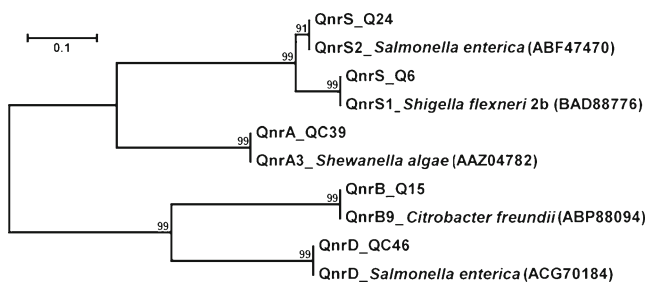 91
QnrS_Q24
QnrS2_Salmonella enterica (ABF47470)
0.1
99
99
QnrS_Q6
QnrS1_Shigella flexneri 2b (BAD88776)
99
QnrA_QC39
QnrA3_Shewanella algae (AAZ04782)
99
QnrB_Q15
QnrB9_Citrobacter freundii (ABP88094)
99
99
QnrD_QC46
QnrD_Salmonella enterica (ACG70184)